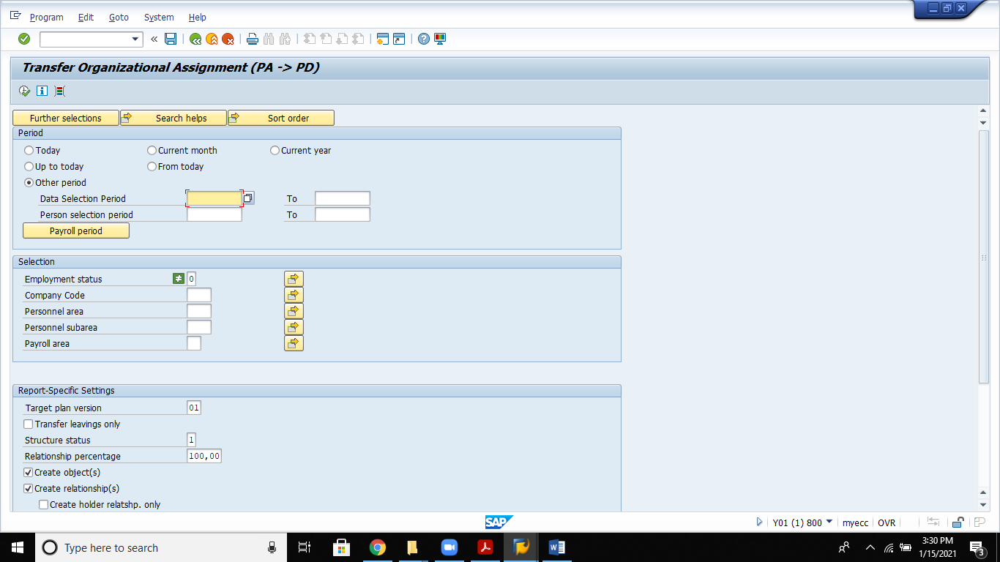 Program Edit Goto System Help
Transfer Organizational Assignment (PA -> PD)
Further selections Search helps Sort order
Period
Today Current month Current year
Up to today From today
Other period
Data Selection Period To
Person selection period To
Payroll period
Selection
Employment status 0
Company Code
Personnel area
Personnel subarea
Payroll area
Report-Specific Settings
Target plan version 01
Transfer leavings only
Structure status 1
Relationship percentage 100,00
Create object(s)
Create relationship(s)
Create holder relatshp. only
SAP Y01 (1) 800 myecc OVR
Type here to search
3:30 PM
1/15/2021
3